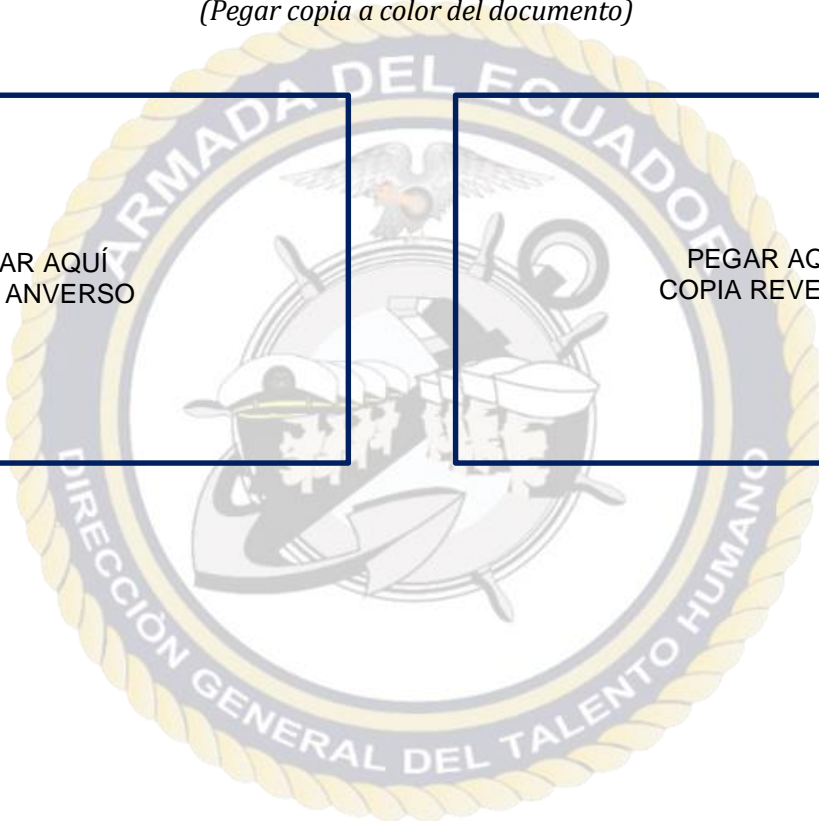 (Pegar copia a color del documento)
ARMADA DEL ECUADOR
AR AQUÍ
ANVERSO
PEGAR AQ
COPIA REVE
DIRECCIÓN GENERAL DEL TALENTO HUMANO